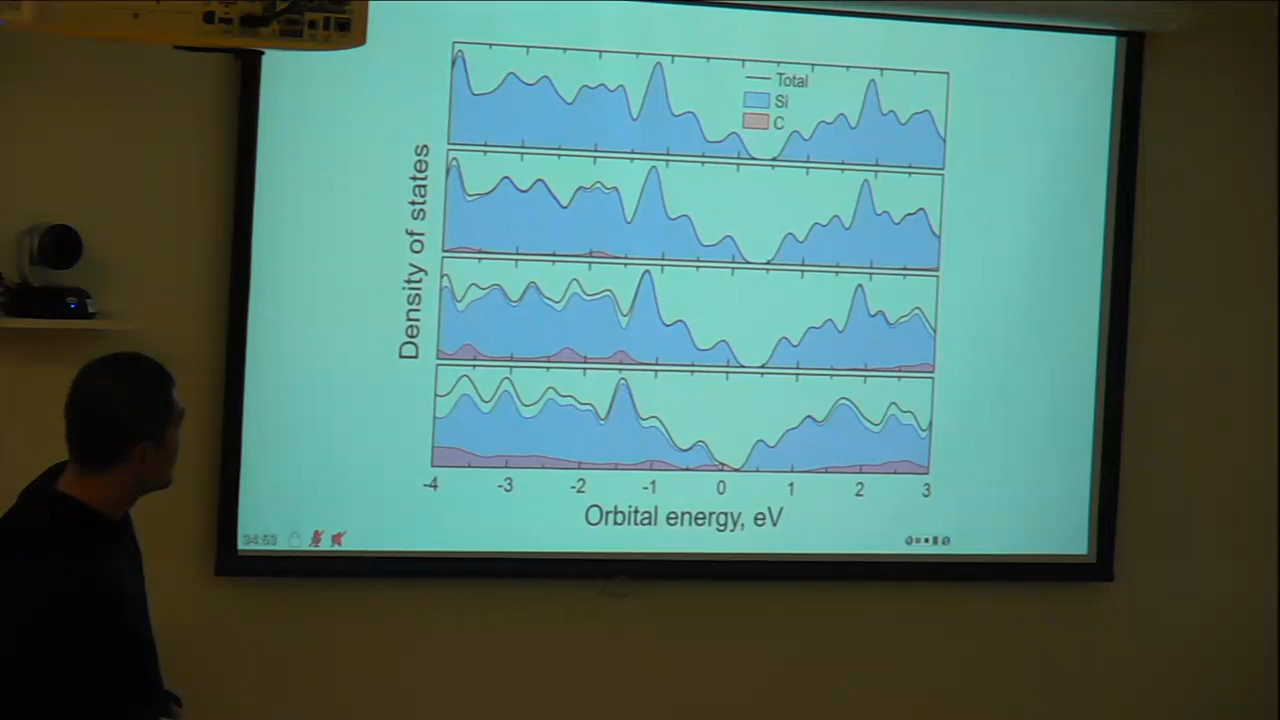 Total
Si
C
Density of states
-4 -3 -2 -1 0 1 2 3
Orbital energy, eV
34:53